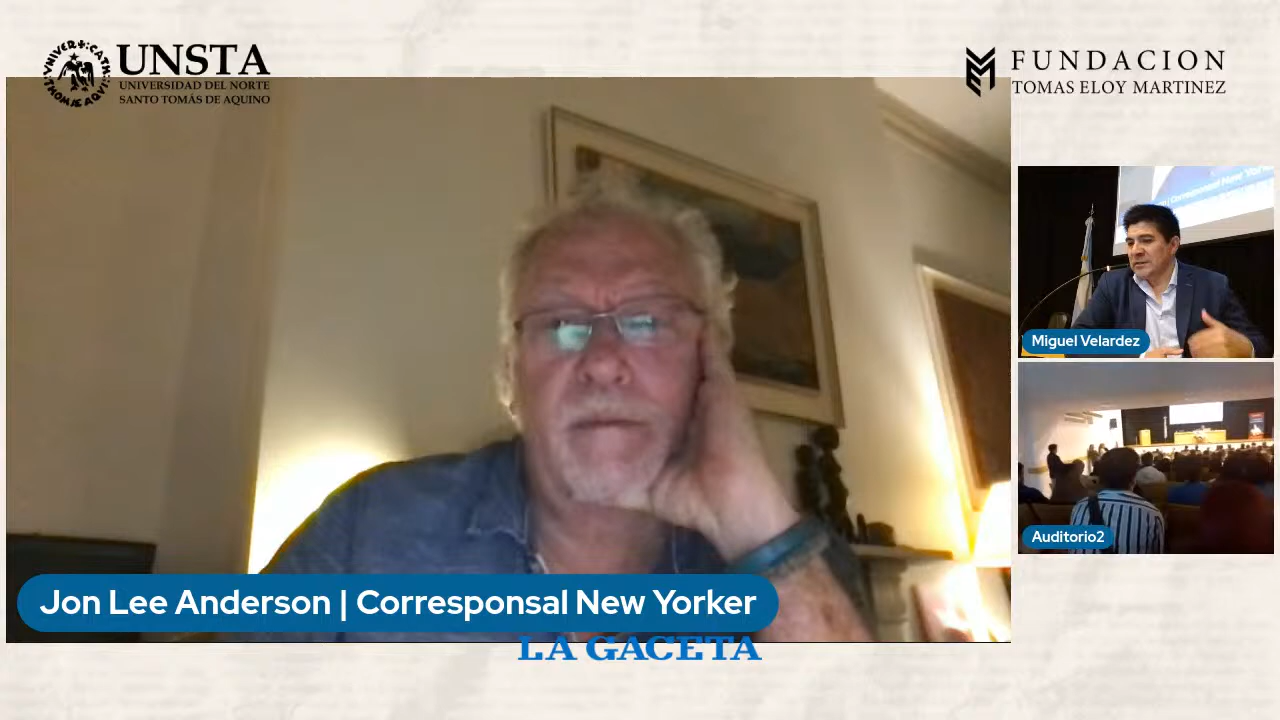 UNSTA
UNIVERSIDAD DEL NORTE
SANTO TOMÁS DE AQUINO
FUNDACION
TOMAS ELOY MARTINEZ
Miguel Velardez
Auditorio2
Jon Lee Anderson | Corresponsal New Yorker
LA GACETA